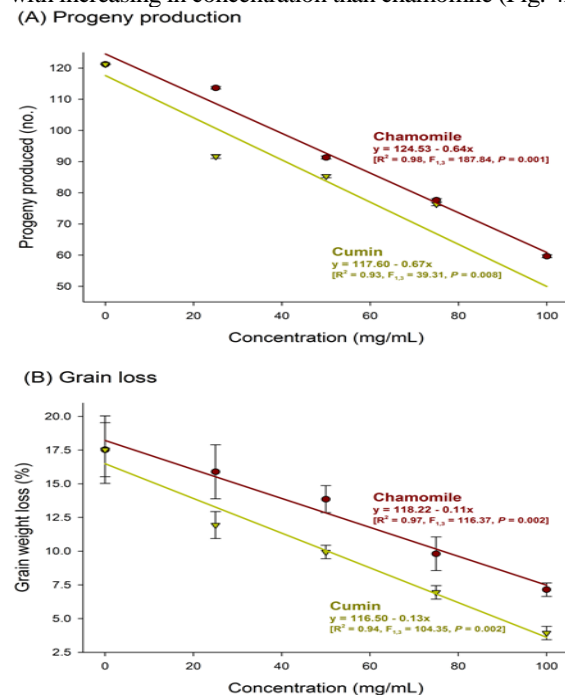 with increasing in concentration than chamomile (Fig. 4
(A) Progeny production
Progeny produced (no.)
120
110
100
90
80
70
60
50
Chamomile
y = 124.53 - 0.64x
[R² = 0.98, F₁,₃ = 187.84, P = 0.001]
Cumin
y = 117.60 - 0.67x
[R² = 0.93, F₁,₃ = 39.31, P = 0.008]
0 20 40 60 80 100
Concentration (mg/mL)
(B) Grain loss
Grain weight loss (%)
20.0
17.5
15.0
12.5
10.0
7.5
5.0
2.5
Chamomile
y = 118.22 - 0.11x
[R² = 0.97, F₁,₃ = 116.37, P = 0.002]
Cumin
y = 116.50 - 0.13x
[R² = 0.94, F₁,₃ = 104.35, P = 0.002]
0 20 40 60 80 100
Concentration (mg/mL)